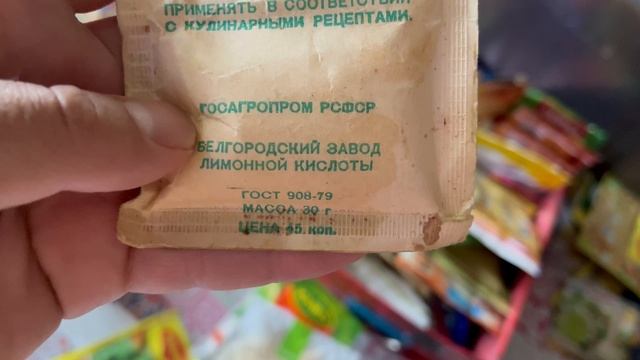 ПРИМЕНЯТЬ В СООТВЕТСТВИИ
С КУЛИНАРНЫМИ РЕЦЕПТАМИ.
ГОСАГРОПРОМ РСФСР
БЕЛГОРОДСКИЙ ЗАВОД
ЛИМОННОЙ КИСЛОТЫ
ГОСТ 908-79
МАССА 30 г
ЦЕНА 15 коп.